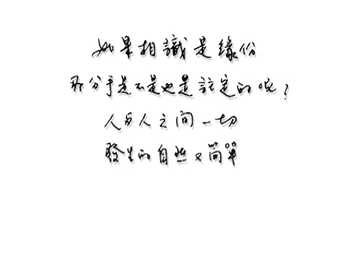 如果相識是緣份
那分手是不是也是註定的呢?
人與人之間一切
發生的自然又簡單